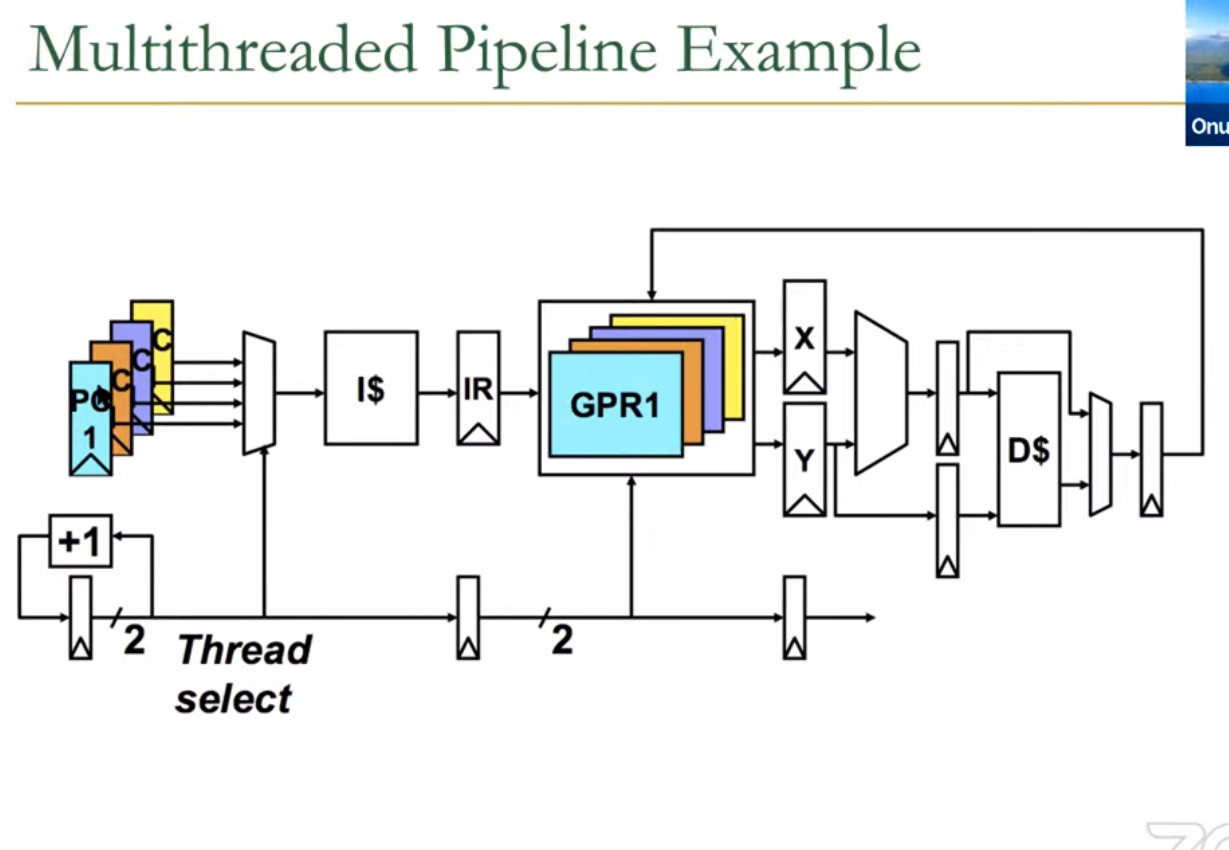 Multithreaded Pipeline Example
Onu
C
C
C
PC
1
I$
IR
GPR1
X
Y
D$
+1
2
Thread
select
2